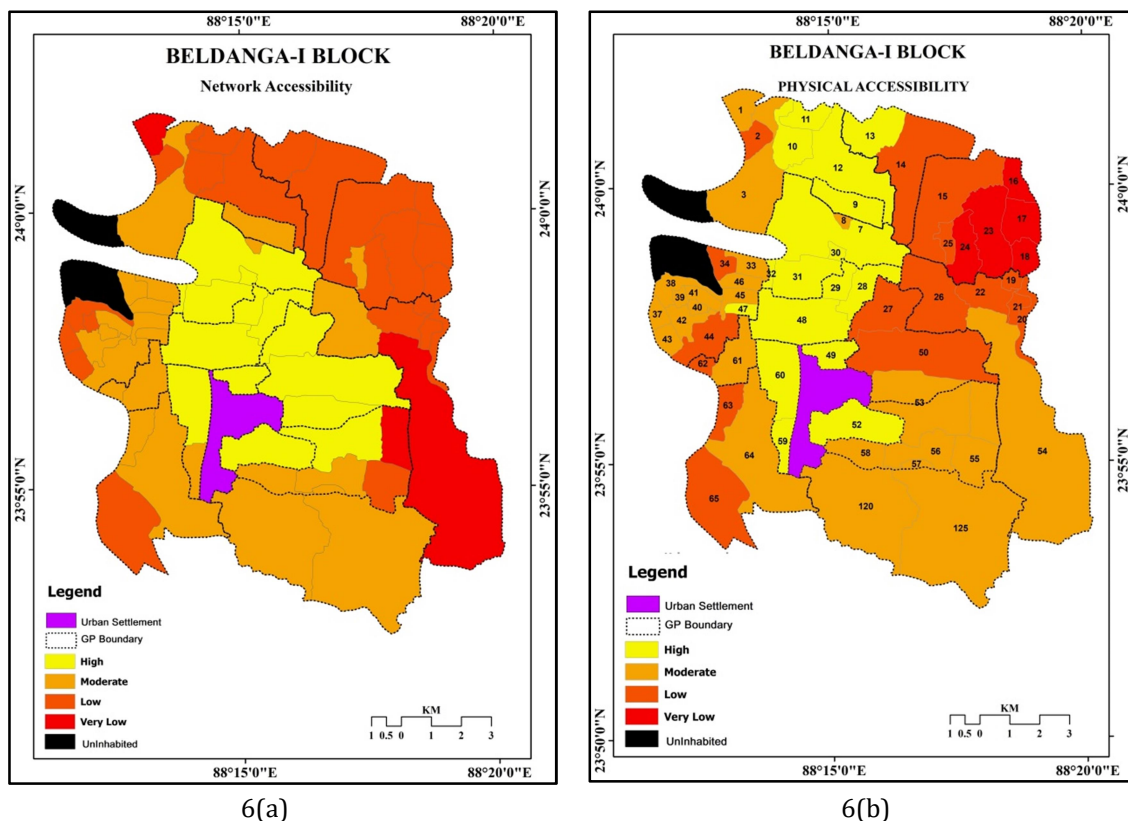 88°15'0"E
88°20'0"E
BELDANGA-I BLOCK
Network Accessibility
24°0'0"N
24°0'0"N
23°55'0"N
23°55'0"N
Legend
Urban Settlement
GP Boundary
High
Moderate
Low
Very Low
UnInhabited
KM
1 0.5 0 1 2 3
88°15'0"E
88°20'0"E
6(a)
88°15'0"E
88°20'0"E
BELDANGA-I BLOCK
PHYSICAL ACCESSIBILITY
1
11
2
13
10
12
14
24°0'0"N
24°0'0"N
16
3
15
9
8
7
17
23
25
24
18
30
34
33
32
31
46
38
29
28
19
41
39
45
26
22
40
47
37
42
48
27
21
20
43
44
49
50
61
62
60
53
63
52
59
64
58
56
54
57
55
23°55'0"N
23°55'0"N
65
120
125
Legend
Urban Settlement
GP Boundary
High
Moderate
Low
Very Low
UnInhabited
KM
1 0.5 0 1 2 3
23°50'0"N
88°15'0"E
88°20'0"E
6(b)